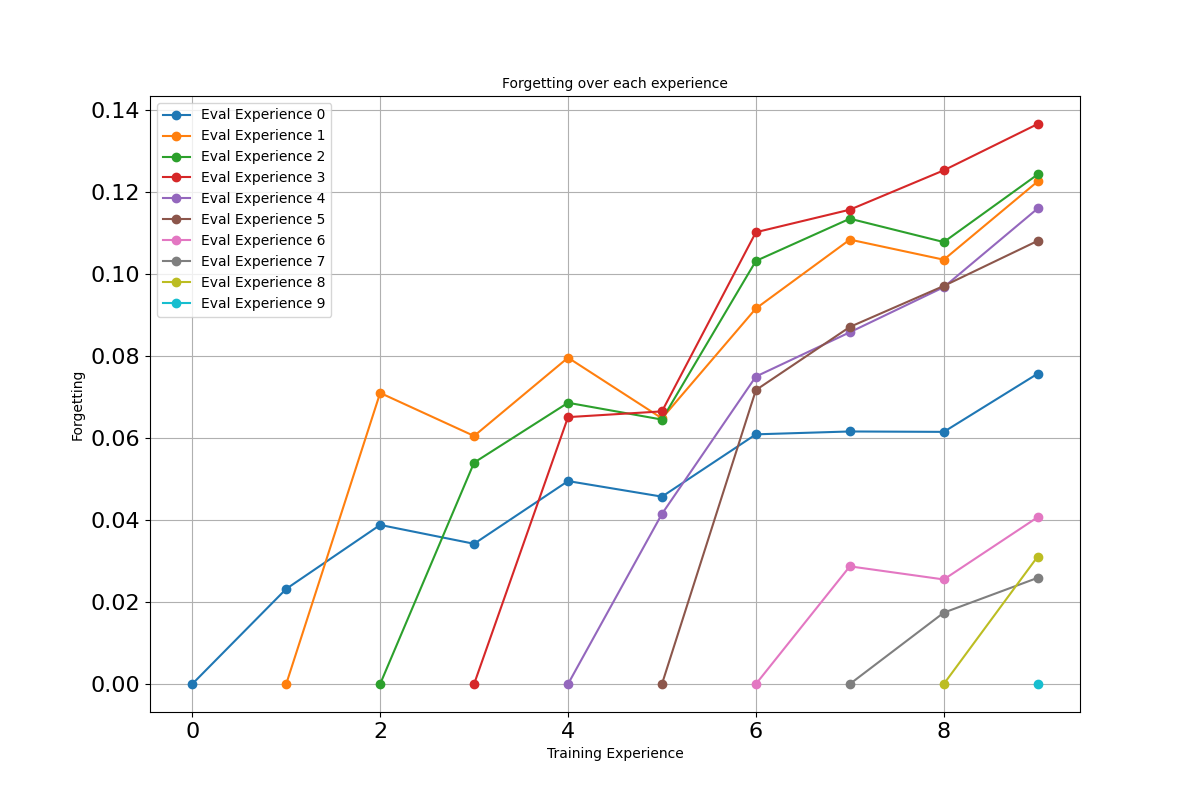 Forgetting over each experience
0.14
0.12
0.10
0.08
0.06
0.04
0.02
0.00
Forgetting
Eval Experience 0
Eval Experience 1
Eval Experience 2
Eval Experience 3
Eval Experience 4
Eval Experience 5
Eval Experience 6
Eval Experience 7
Eval Experience 8
Eval Experience 9
0 2 4 6 8
Training Experience